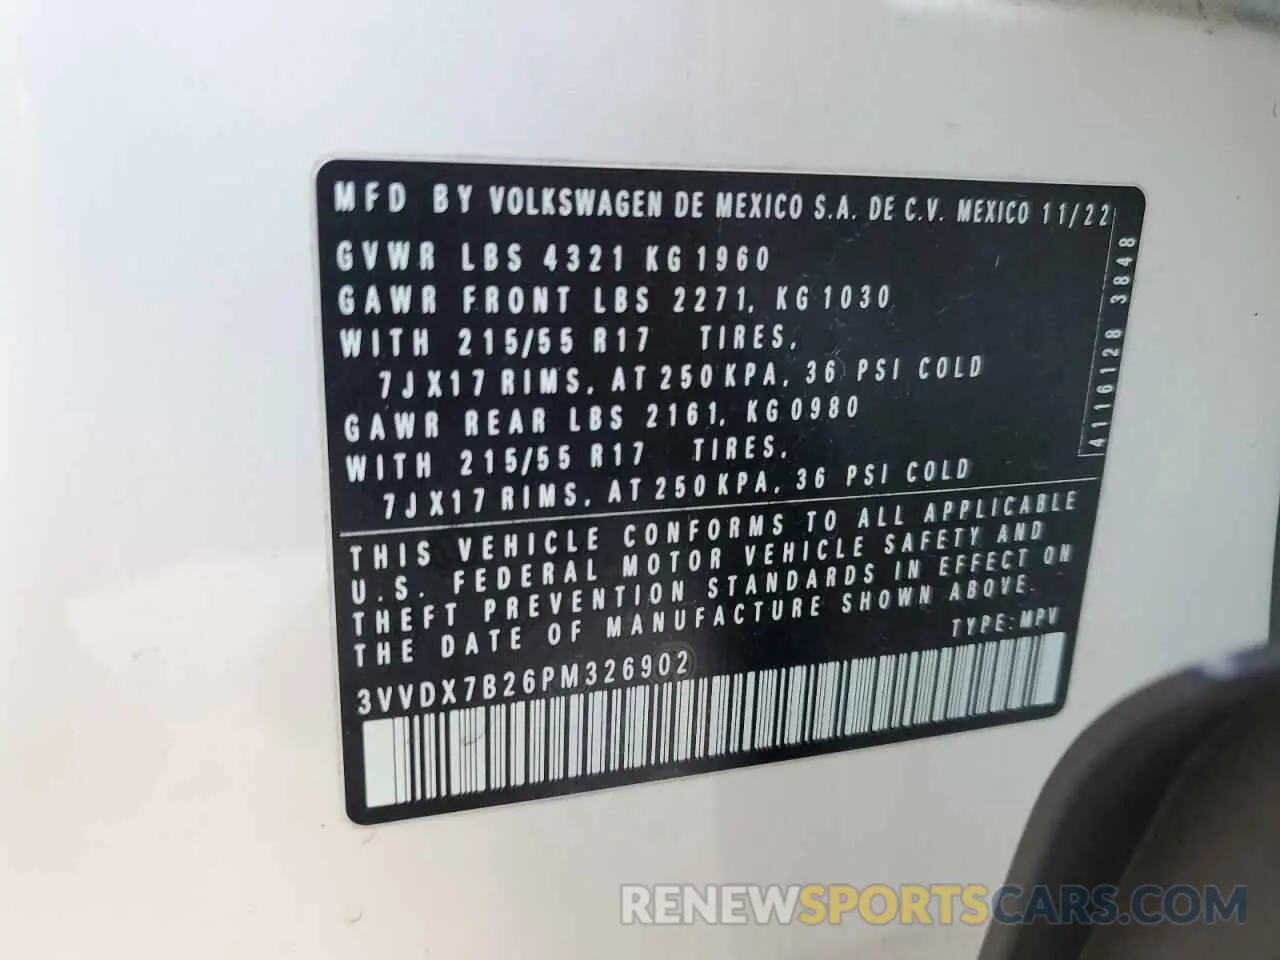 MFD BY VOLKSWAGEN DE MEXICO S.A. DE C.V. MEXICO 11/22
GVWR LBS 4321 KG 1960
GAWR FRONT LBS 2271, KG 1030
WITH 215/55 R17 TIRES,
7J X17 RIMS, AT 250 KPA, 36 PSI COLD
GAWR REAR LBS 2161, KG 0980
WITH 215/55 R17 TIRES,
7J X17 RIMS, AT 250 KPA, 36 PSI COLD
4116128 3848
THIS VEHICLE CONFORMS TO ALL APPLICABLE
U.S. FEDERAL MOTOR VEHICLE SAFETY AND
THEFT PREVENTION STANDARDS IN EFFECT ON
THE DATE OF MANUFACTURE SHOWN ABOVE.
TYPE: MPV
3VVDX7B26PM326902
RENEWSPORTSCARS.COM